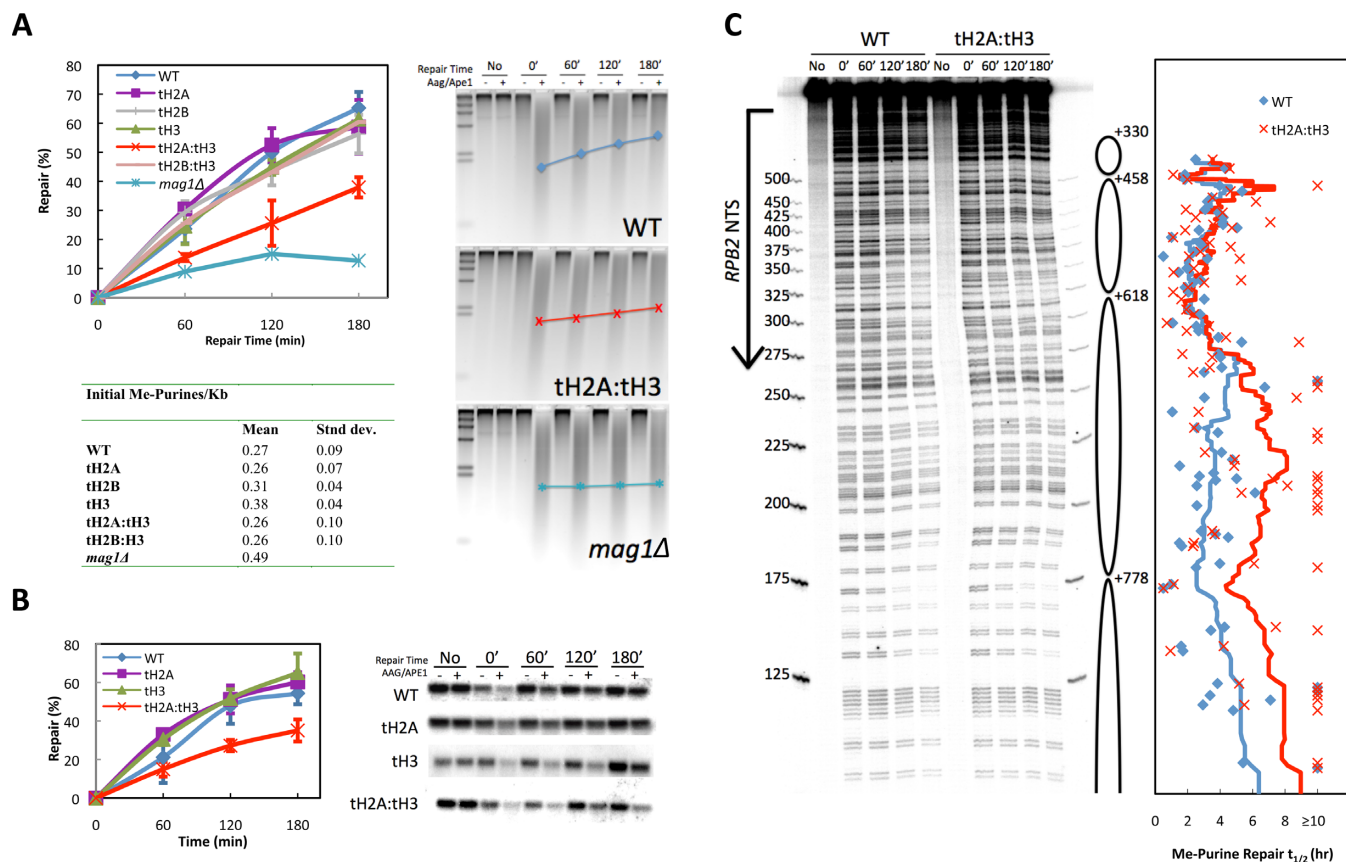 A
80
70
60
50
40
30
20
10
0
Repair (%)
WT
tH2A
tH2B
tH3
tH2A:tH3
tH2B:tH3
mag1Δ
0 60 120 180
Repair Time (min)
Repair Time No 0' 60' 120' 180'
Aag/Ape1 - + - + - + - + - +
WT
tH2A:tH3
mag1Δ
Initial Me-Purines/Kb
Mean Stnd dev.
WT 0.27 0.09
tH2A 0.26 0.07
tH2B 0.31 0.04
tH3 0.38 0.04
tH2A:tH3 0.26 0.10
tH2B:H3 0.26 0.10
mag1Δ 0.49
B
80
60
40
20
0
Repair (%)
WT
tH2A
tH3
tH2A:tH3
0 60 120 180
Time (min)
Repair Time No 0' 60' 120' 180'
AAG/APE1 - + - + - + - + - +
WT
tH2A
tH3
tH2A:tH3
C
WT tH2A:tH3
No 0' 60' 120' 180' No 0' 60' 120' 180'
RPB2 NTS
500
450
425
400
375
350
325
300
275
250
225
200
175
125
+330
+458
+618
+778
WT
tH2A:tH3
0 2 4 6 8 ≥10
Me-Purine Repair t1/2 (hr)